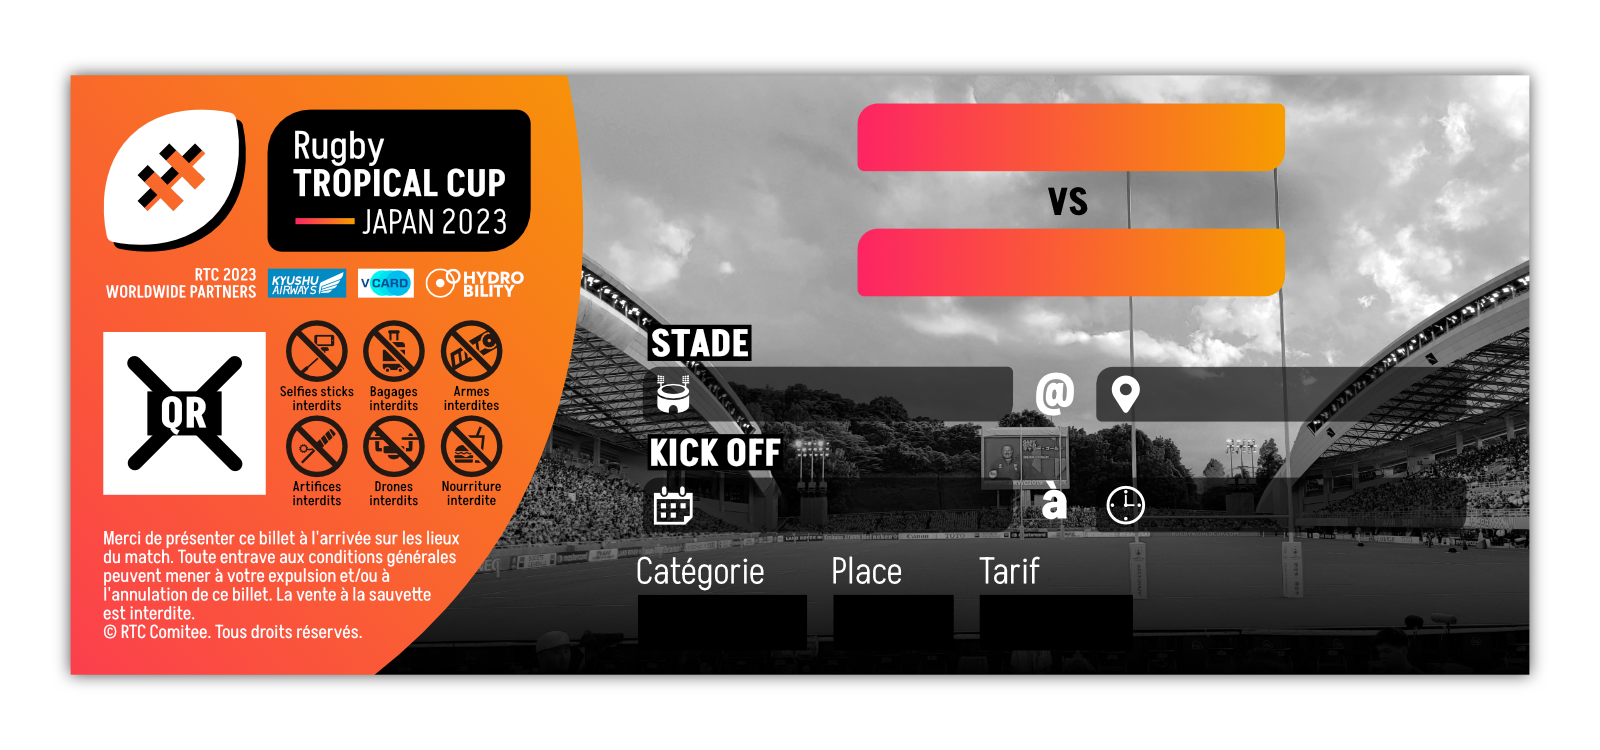 Rugby
TROPICAL CUP
JAPAN 2023
RTC 2023
WORLDWIDE PARTNERS
KYUSHU
AIRWAYS
V CARD
HYDRO
BILITY
QR
Selfies sticks
interdits
Bagages
interdits
Armes
interdites
Artifices
interdits
Drones
interdits
Nourriture
interdite
Merci de présenter ce billet à l'arrivée sur les lieux
du match. Toute entrave aux conditions générales
peuvent mener à votre expulsion et/ou à
l'annulation de ce billet. La vente à la sauvette
est interdite.
© RTC Comitee. Tous droits réservés.
VS
STADE
@
KICK OFF
à
Catégorie
Place
Tarif
Canon